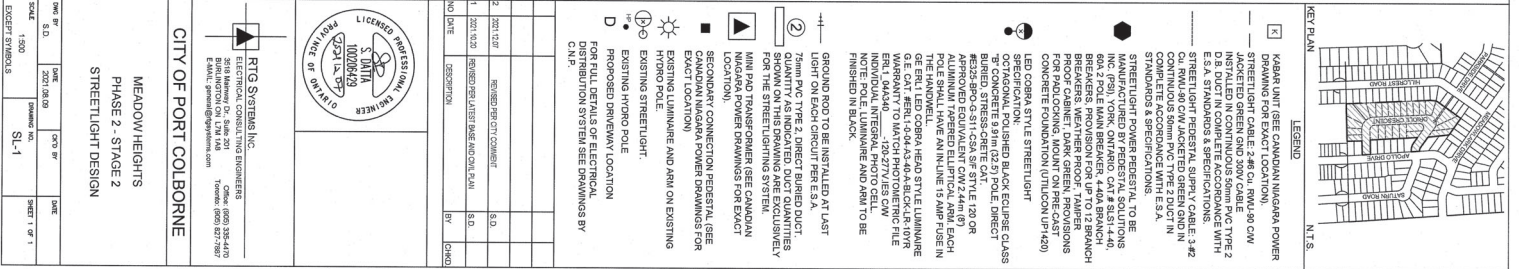 KEY PLAN
N.T.S.
HILLCREST ROAD
DEROLE CRESCENT
APOLLO DRIVE
SATURN ROAD
LEGEND
K
KABAR UNIT (SEE CANADIAN NIAGARA POWER
DRAWING FOR EXACT LOCATION).
STREETLIGHT CABLE: 2-#8 Cu. RWU-90 C/W
JACKETED GREEN GND 300V CABLE
INSTALLED IN CONTINUOUS 50mm PVC TYPE 2
D.B. DUCT IN COMPLETE ACCORDANCE WITH
E.S.A. STANDARDS & SPECIFICATIONS.
STREETLIGHT PEDESTAL SUPPLY CABLE: 3-#2
Cu. RWU-90 C/W JACKETED GREEN GND IN
CONTINUOUS 50mm PVC TYPE 2 DUCT IN
COMPLETE ACCORDANCE WITH E.S.A.
STANDARDS & SPECIFICATIONS.
STREETLIGHT POWER PEDESTAL TO BE
MANUFACTURED BY PEDESTAL SOLUTIONS
INC. (PSI), YORK, ONTARIO, CAT.# SLS1-4-40,
60A 2 POLE MAIN BREAKER, 4-40A BRANCH
BREAKERS, PROVISION FOR UP TO 12 BRANCH
BREAKERS, WEATHER PROOF, TAMPER
PROOF CABINET, DARK GREEN, PROVISIONS
FOR PADLOCKING, MOUNT ON PRE-CAST
CONCRETE FOUNDATION (UTILICON UP1420)
LED COBRA STYLE STREETLIGHT
SPECIFICATION:
OCTAGONAL POLISHED BLACK ECLIPSE CLASS
"B" CONCRETE 9.91m (32.5') POLE, DIRECT
BURIED, STRESS-CRETE CAT.
#E325-BPO-G-S11-CSA S/F STYLE 120 OR
APPROVED EQUIVALENT C/W 2.44m (8')
ALUMINUM TAPERED ELLIPTICAL ARM. EACH
POLE SHALL HAVE AN IN-LINE 15 AMP FUSE IN
THE HANDWELL
GE ERL1 LED COBRA HEAD STYLE LUMINAIRE
G.E. CAT. #ERL1-0-04-A3-40-A-BLCK-LR-10YR
WARRANTY TO MATCH PHOTOMETRIC FILE
ERL1_04A340_____-120-277V.IES C/W
INDIVIDUAL INTEGRAL PHOTO CELL.
NOTE: POLE, LUMIAIRE AND ARM TO BE
FINISHED IN BLACK.
GROUND ROD TO BE INSTALLED AT LAST
LIGHT ON EACH CIRCUIT PER E.S.A.
2
75mm PVC TYPE 2, DIRECT BURIED DUCT.
QUANTITY AS INDICATED. DUCT QUANTITIES
SHOWN ON THIS DRAWING ARE EXCLUSIVELY
FOR THE STREETLIGHTING SYSTEM.
MINI PAD TRANSFORMER (SEE CANADIAN
NIAGARA POWER DRAWINGS FOR EXACT
LOCATION).
SECONDARY CONNECTION PEDESTAL (SEE
CANADIAN NIAGARA POWER DRAWINGS FOR
EXACT LOCATION)
EXISTING LUMINAIRE AND ARM ON EXISTING
HYDRO POLE.
EXISTING STREETLIGHT.
HP
EXISTING HYDRO POLE
D
PROPOSED DRIVEWAY LOCATION
FOR FULL DETAILS OF ELECTRICAL
DISTRIBUTION SYSTEM SEE DRAWINGS BY
C.N.P.
2 2021.12.07 REVISED PER CITY COMMENT S.D.
1 2021.10.20 REVISED PER LATEST BASE AND CIVIL PLAN S.D.
NO. DATE DESCRIPTION BY CHKD.
LICENSED PROFESSIONAL ENGINEER
S. DATTA
100206429
PROVINCE OF ONTARIO
RTG SYSTEMS INC.
ELECTRICAL CONSULTING ENGINEERS
3518 Mainway Dr., Suite 201 Office: (905) 335-4470
BURLINGTON ON. L7M 1A8 Toronto: (905) 827-7867
E-MAIL: general@rtgsystems.com
CITY OF PORT COLBORNE
MEADOW HEIGHTS
PHASE 2 - STAGE 2
STREETLIGHT DESIGN
DWG BY DATE CK'D BY DATE
S.D. 2021.08.09
SCALE DRAWING NO. SHEET 1 OF 1
1:500
EXCEPT SYMBOLS
SL-1